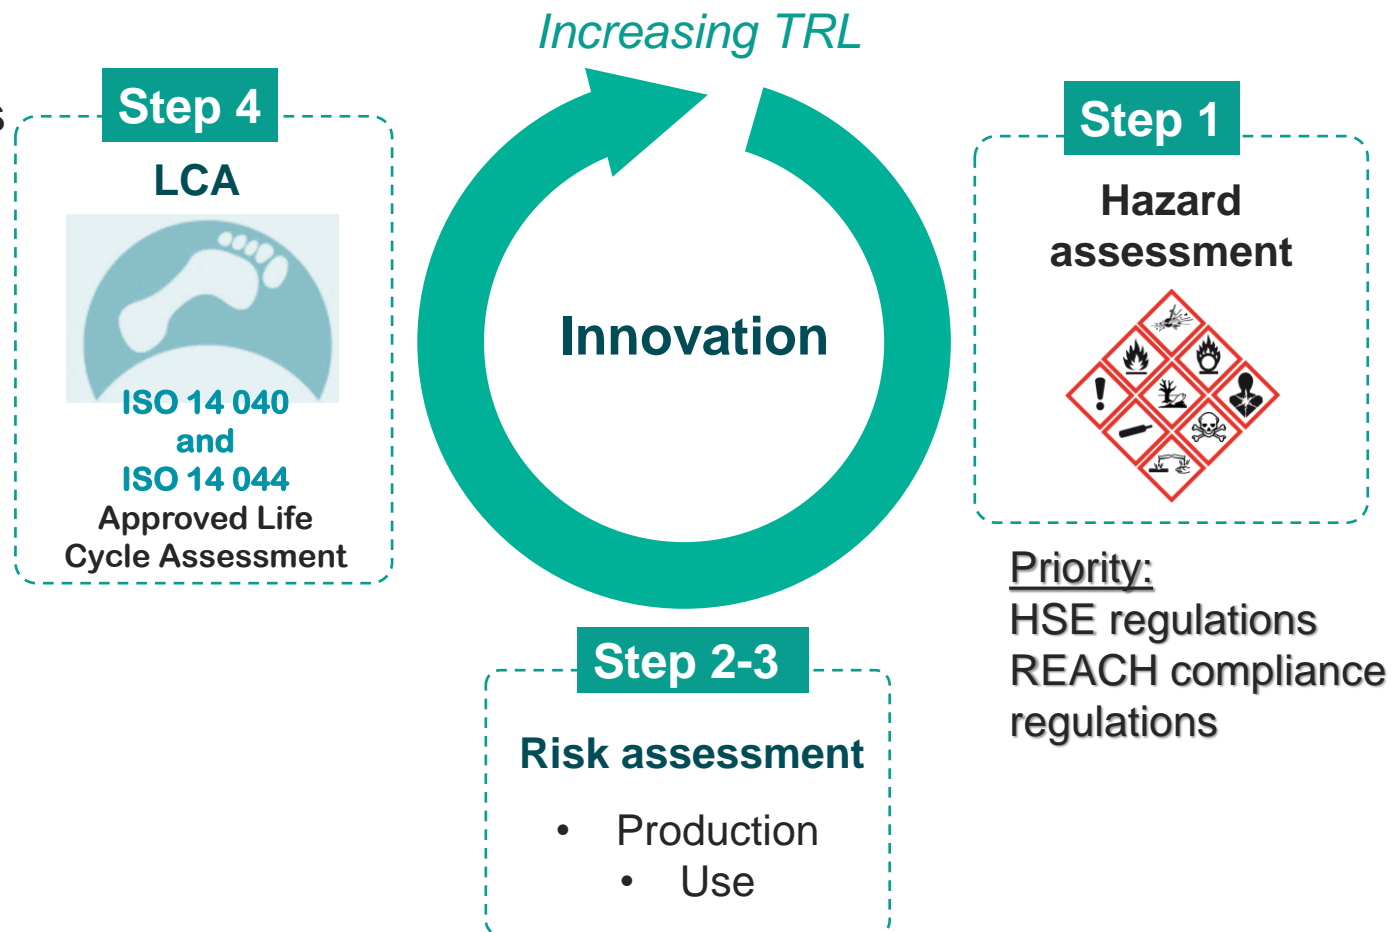 Increasing TRL
s
Step 4
LCA
ISO 14 040
and
ISO 14 044
Approved Life
Cycle Assessment
Innovation
Step 1
Hazard
assessment
Priority:
HSE regulations
REACH compliance
regulations
Step 2-3
Risk assessment
• Production
• Use